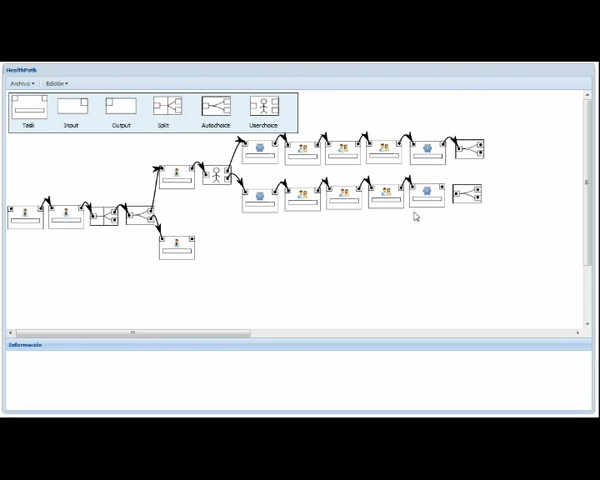 HealthPath
Archivo Edición
Task Input Output Split Autochoice Userchoice
Información